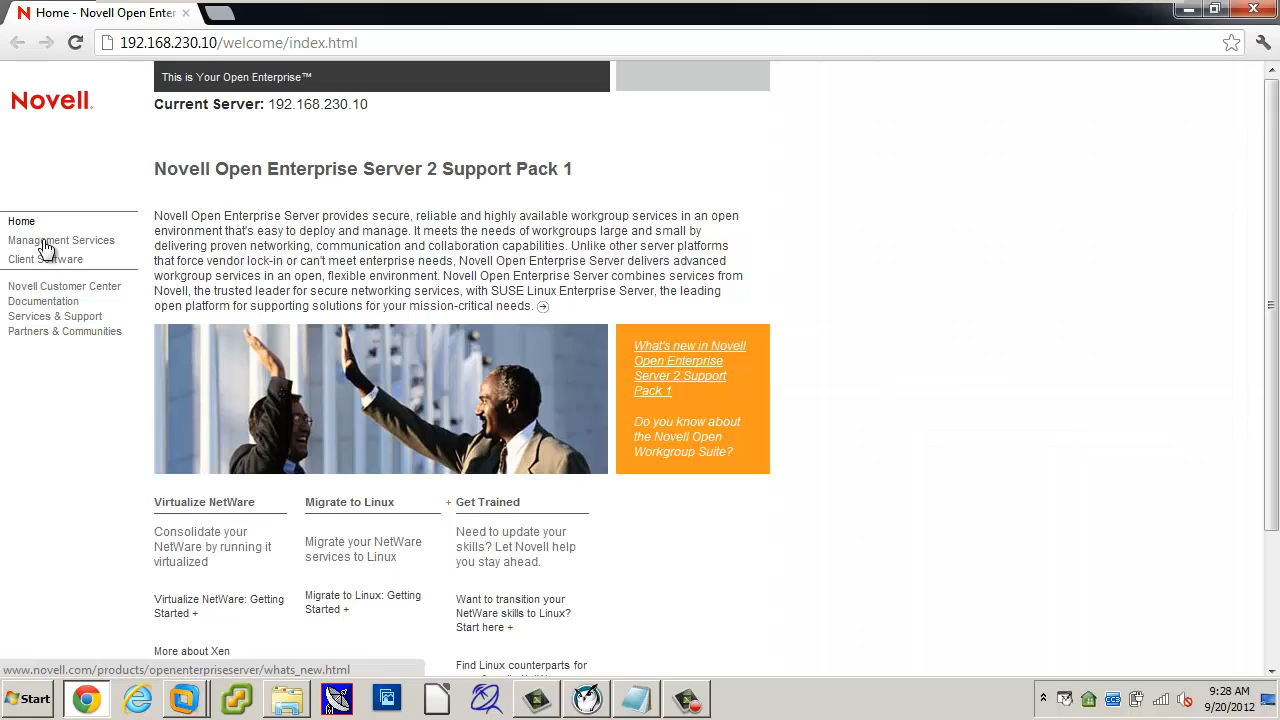 Home - Novell Open Enter
192.168.230.10/welcome/index.html
This is Your Open Enterprise™
Novell.
Current Server: 192.168.230.10
Novell Open Enterprise Server 2 Support Pack 1
Home
Management Services
Client Software
Novell Customer Center
Documentation
Services & Support
Partners & Communities
Novell Open Enterprise Server provides secure, reliable and highly available workgroup services in an open
environment that's easy to deploy and manage. It meets the needs of workgroups large and small by
delivering proven networking, communication and collaboration capabilities. Unlike other server platforms
that force vendor lock-in or can't meet enterprise needs, Novell Open Enterprise Server delivers advanced
workgroup services in an open, flexible environment. Novell Open Enterprise Server combines services from
Novell, the trusted leader for secure networking services, with SUSE Linux Enterprise Server, the leading
open platform for supporting solutions for your mission-critical needs.
What's new in Novell
Open Enterprise
Server 2 Support
Pack 1
Do you know about
the Novell Open
Workgroup Suite?
Virtualize NetWare
Consolidate your
NetWare by running it
virtualized
Virtualize NetWare: Getting
Started +
More about Xen
Migrate to Linux
Migrate your NetWare
services to Linux
Migrate to Linux: Getting
Started +
+ Get Trained
Need to update your
skills? Let Novell help
you stay ahead.
Want to transition your
NetWare skills to Linux?
Start here +
Find Linux counterparts for
www.novell.com/products/openenterpriseserver/whats_new.html
Start
9:28 AM
9/20/2012